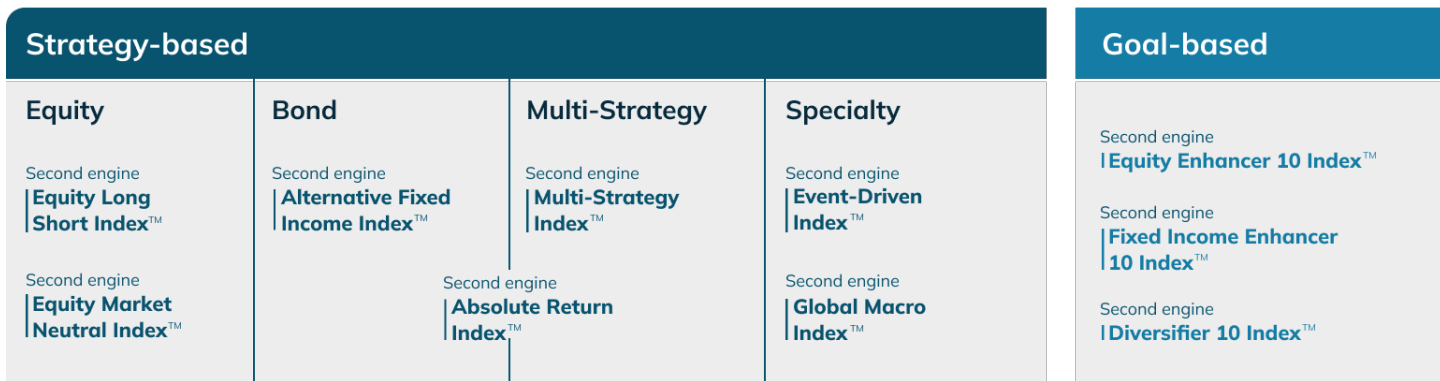 Strategy-based
Equity
Second engine
Equity Long
Short Index™
Second engine
Equity Market
Neutral Index™
Bond
Second engine
Alternative Fixed
Income Index™
Multi-Strategy
Second engine
Multi-Strategy
Index™
Second engine
Absolute Return
Index™
Specialty
Second engine
Event-Driven
Index™
Second engine
Global Macro
Index™
Goal-based
Second engine
Equity Enhancer 10 Index™
Second engine
Fixed Income Enhancer
10 Index™
Second engine
Diversifier 10 Index™